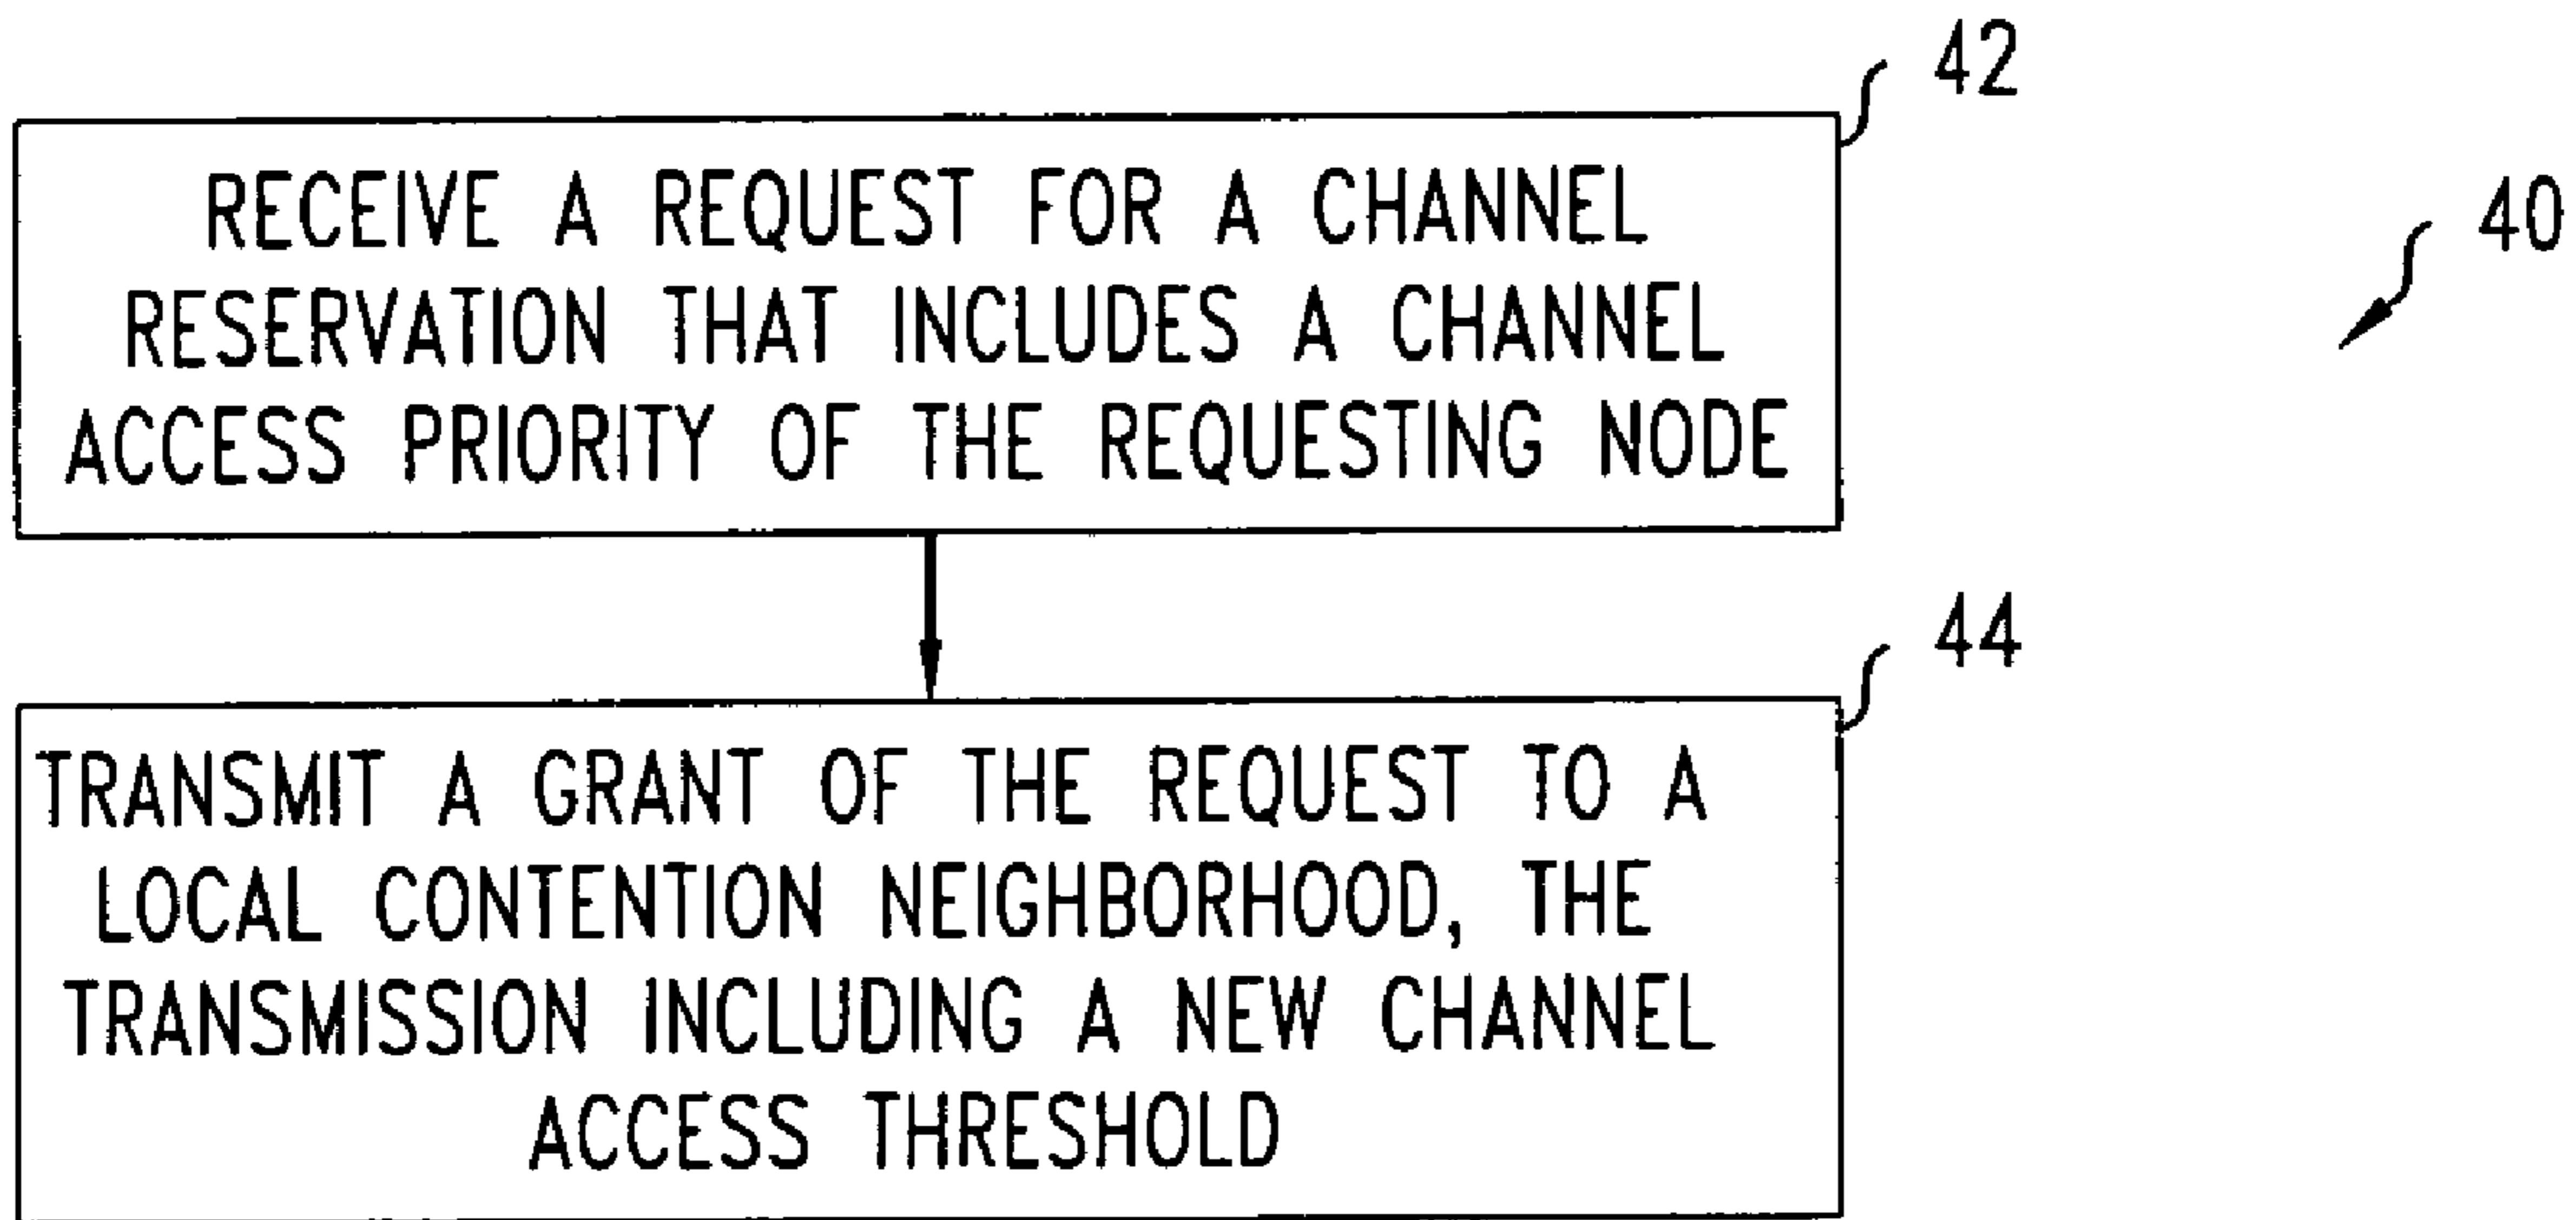 42
RECEIVE A REQUEST FOR A CHANNEL
RESERVATION THAT INCLUDES A CHANNEL
ACCESS PRIORITY OF THE REQUESTING NODE
40
44
TRANSMIT A GRANT OF THE REQUEST TO A
LOCAL CONTENTION NEIGHBORHOOD, THE
TRANSMISSION INCLUDING A NEW CHANNEL
ACCESS THRESHOLD